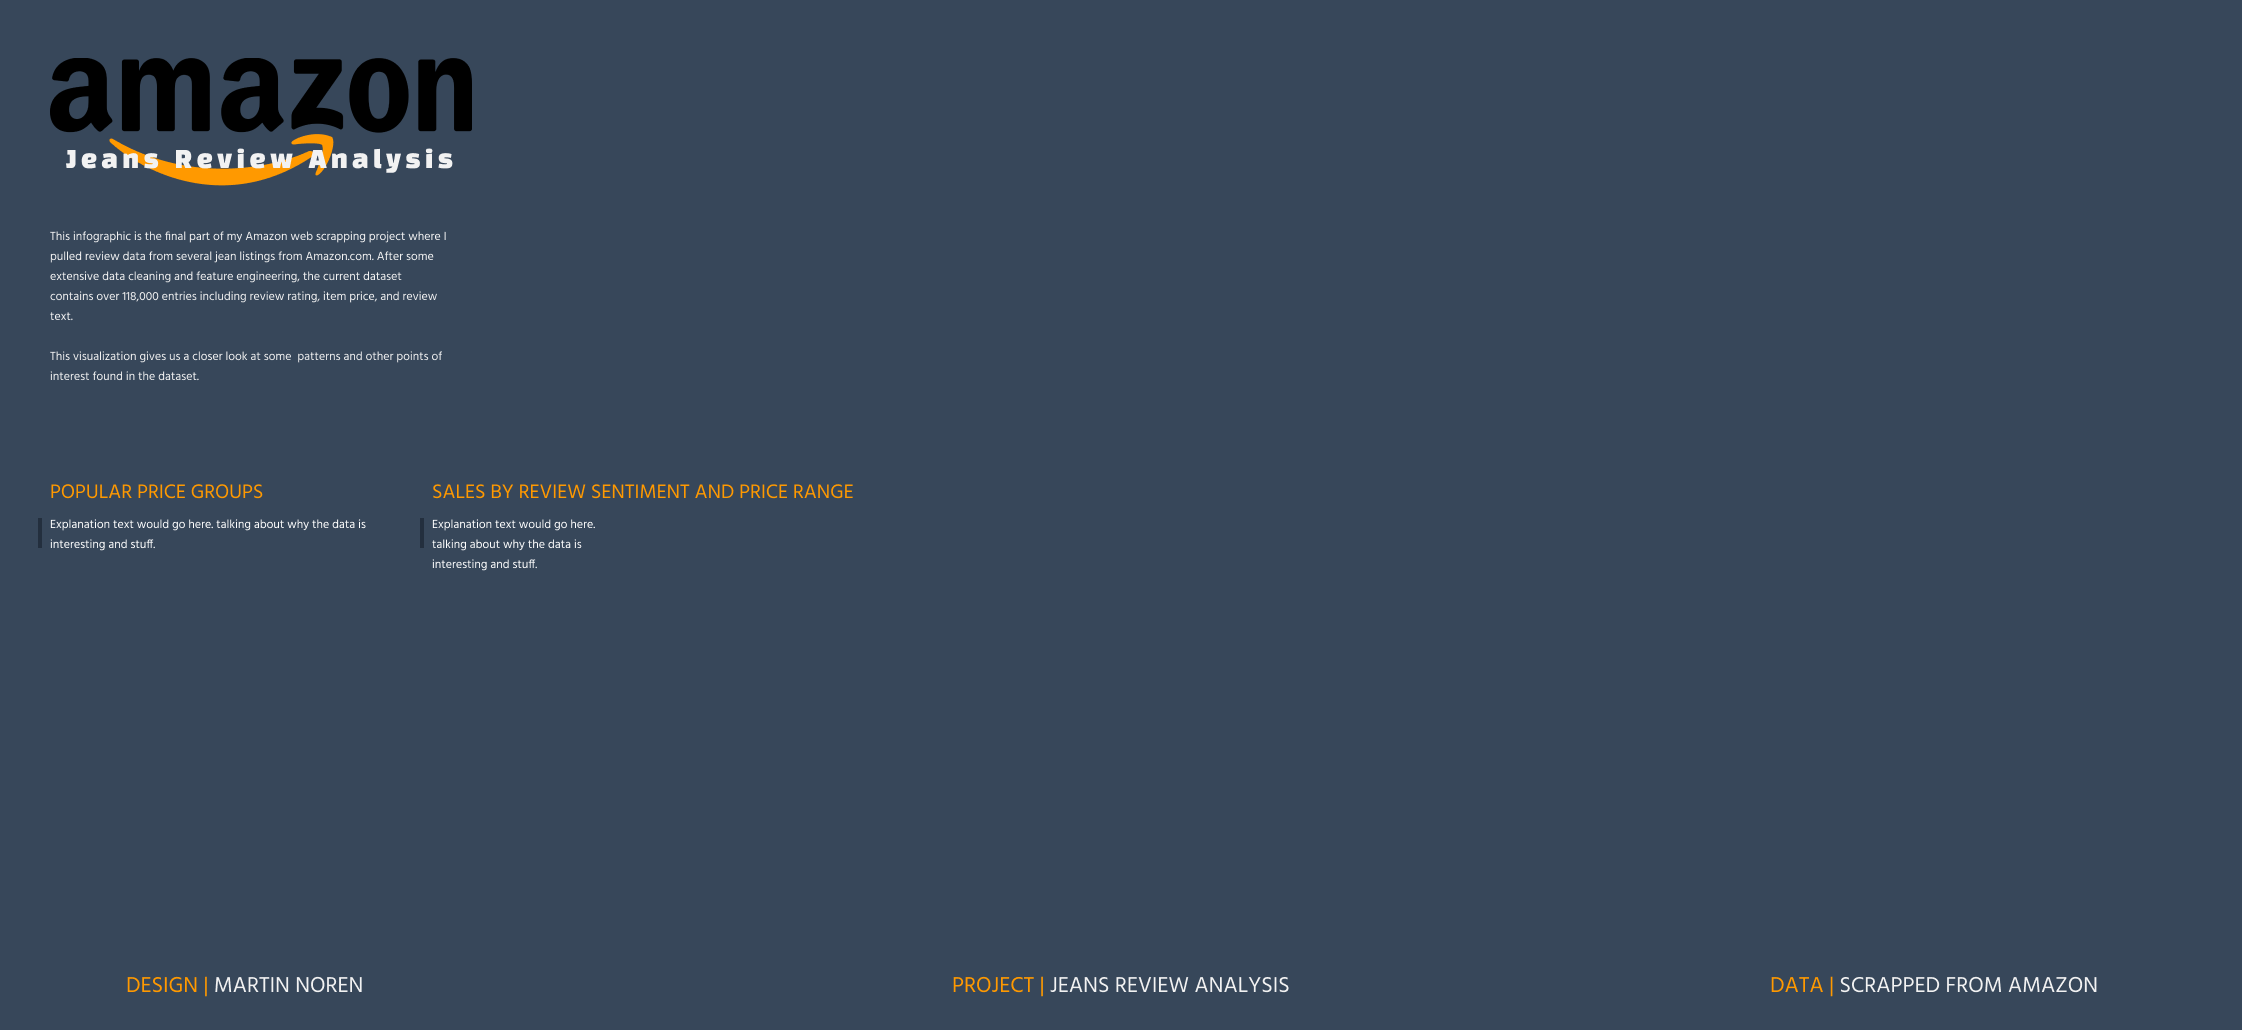 amazon
Jeans Review Analysis
This infographic is the final part of my Amazon web scrapping project where I
pulled review data from several jean listings from Amazon.com. After some
extensive data cleaning and feature engineering, the current dataset
contains over 118,000 entries including review rating, item price, and review
text.
This visualization gives us a closer look at some  patterns and other points of
interest found in the dataset.
POPULAR PRICE GROUPS
Explanation text would go here. talking about why the data is
interesting and stuff.
SALES BY REVIEW SENTIMENT AND PRICE RANGE
Explanation text would go here.
talking about why the data is
interesting and stuff.
DESIGN | MARTIN NOREN
PROJECT | JEANS REVIEW ANALYSIS
DATA | SCRAPPED FROM AMAZON